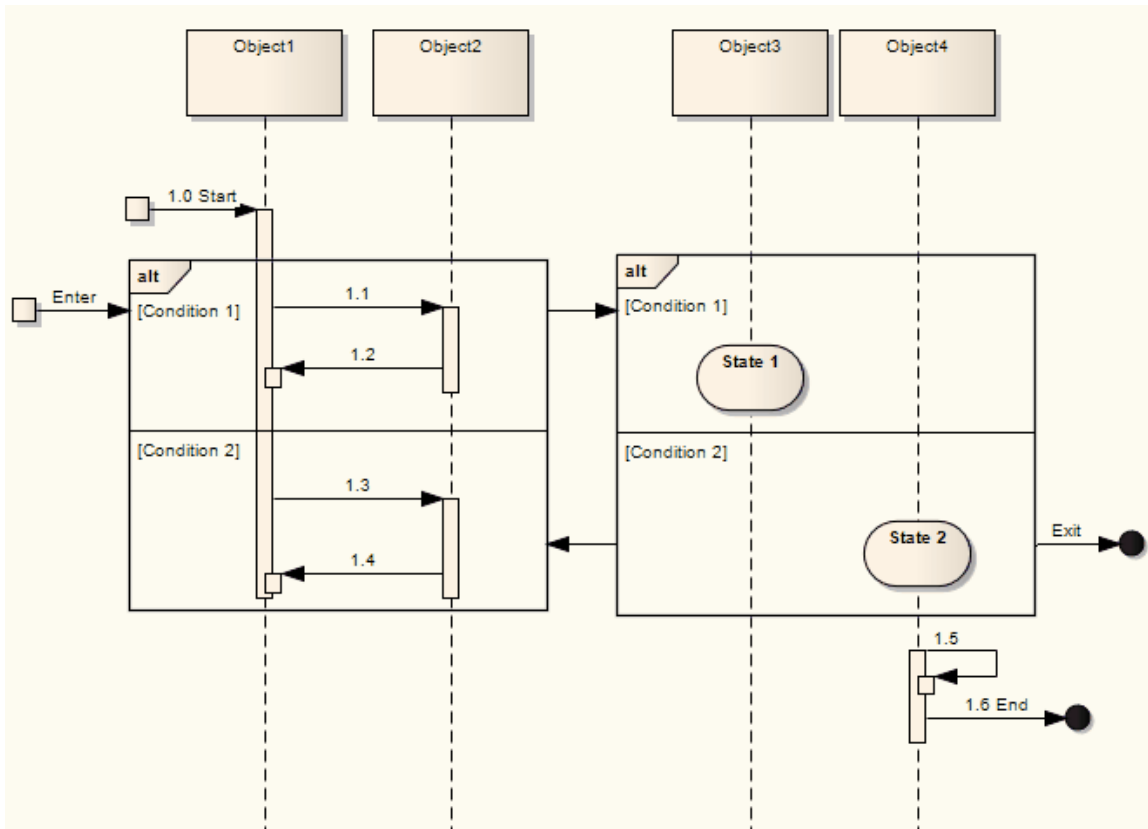 Object1
Object2
Object3
Object4
1.0 Start
alt
Enter
[Condition 1]
1.1
1.2
[Condition 2]
1.3
1.4
alt
[Condition 1]
State 1
[Condition 2]
State 2
Exit
1.5
1.6 End